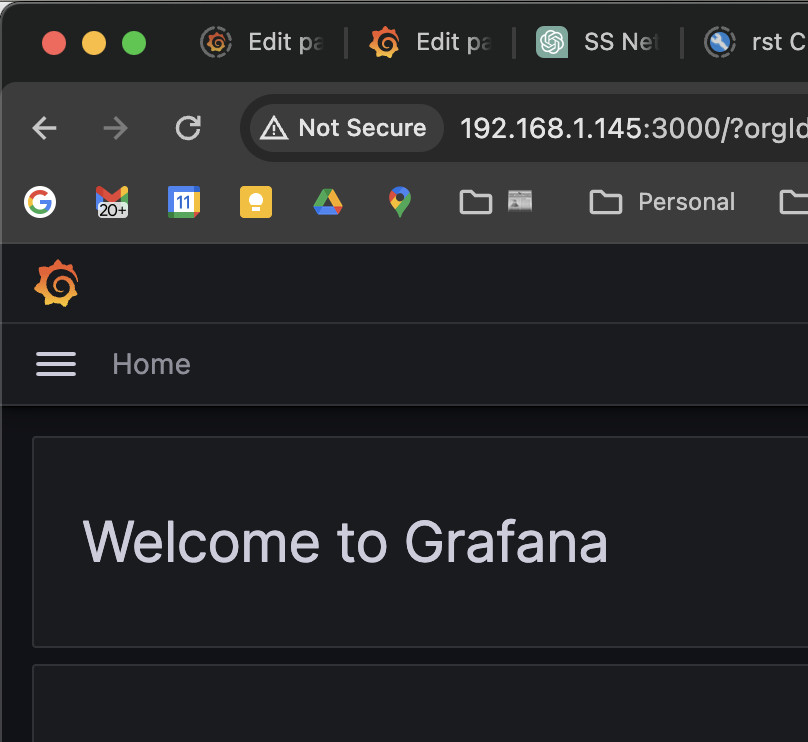 Edit pa Edit pa SS Net rst C
Not Secure 192.168.1.145:3000/?orgId
20+ 11 Personal
Home
Welcome to Grafana